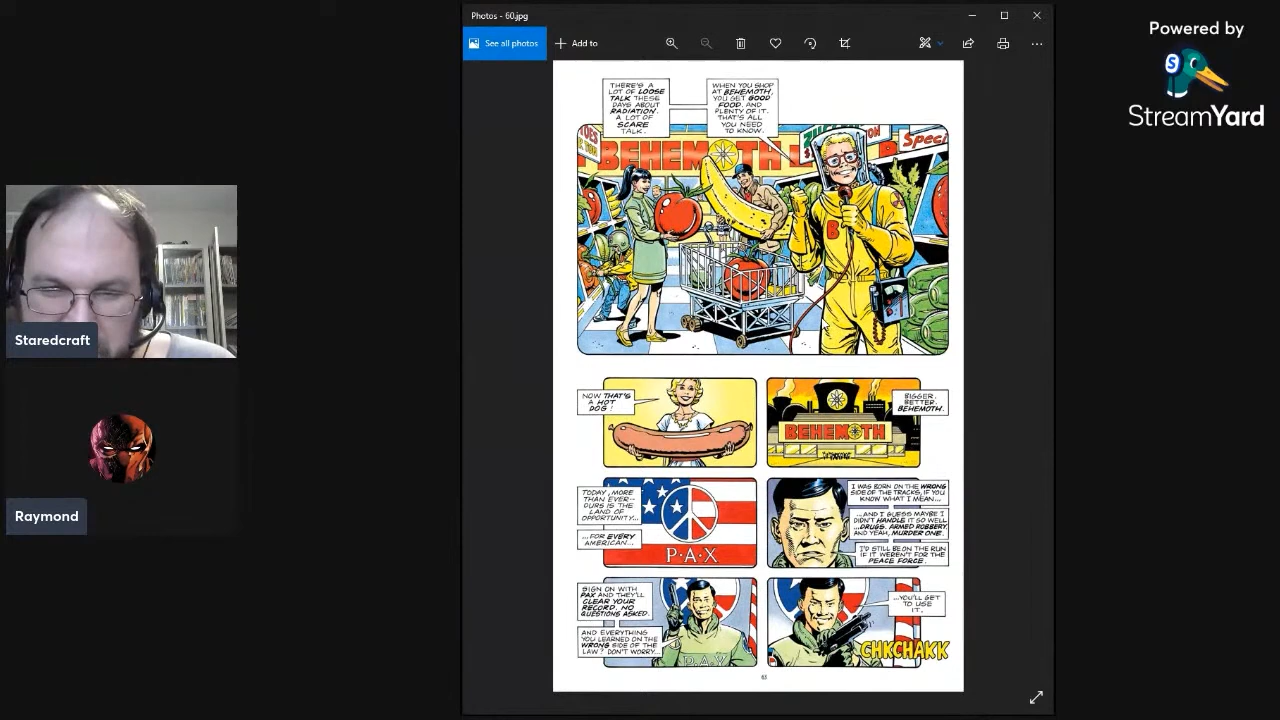 Photos - 60.jpg
See all photos
Add to
Powered by
StreamYard
THERE'S A
LOT OF LOOSE
TALK THESE
DAYS ABOUT
RADIATION.
A LOT OF
SCARE
TALK.
WHEN YOU SHOP
AT BEHEMOTH,
YOU GET GOOD
FOOD. AND
PLENTY OF IT.
THAT'S ALL
YOU NEED
TO KNOW.
TOES
BEHEMOTH
ON
Speci
B
NOW THAT'S
A HOT
DOG!
BIGGER.
BETTER.
BEHEMOTH.
BEHEMOTH
TODAY, MORE
THAN EVER--
OURS IS THE
LAND OF
OPPORTUNITY...
...FOR EVERY
AMERICAN...
P·A·X
I WAS BORN ON THE WRONG
SIDE OF THE TRACKS, IF YOU
KNOW WHAT I MEAN...
...AND I GUESS MAYBE I
DIDN'T HANDLE IT SO WELL
...DRUGS. ARMED ROBBERY.
AND YEAH, MURDER ONE.
I'D STILL BE ON THE RUN
IF IT WEREN'T FOR THE
PEACE FORCE.
SIGN ON WITH
PAX AND THEY'LL
CLEAR YOUR
RECORD. NO
QUESTIONS ASKED.
AND EVERYTHING
YOU LEARNED ON THE
WRONG SIDE OF THE
LAW? DON'T WORRY...
P.A.X
...YOU'LL GET
TO USE
IT.
CHKCHAKK
63
Staredcraft
Raymond